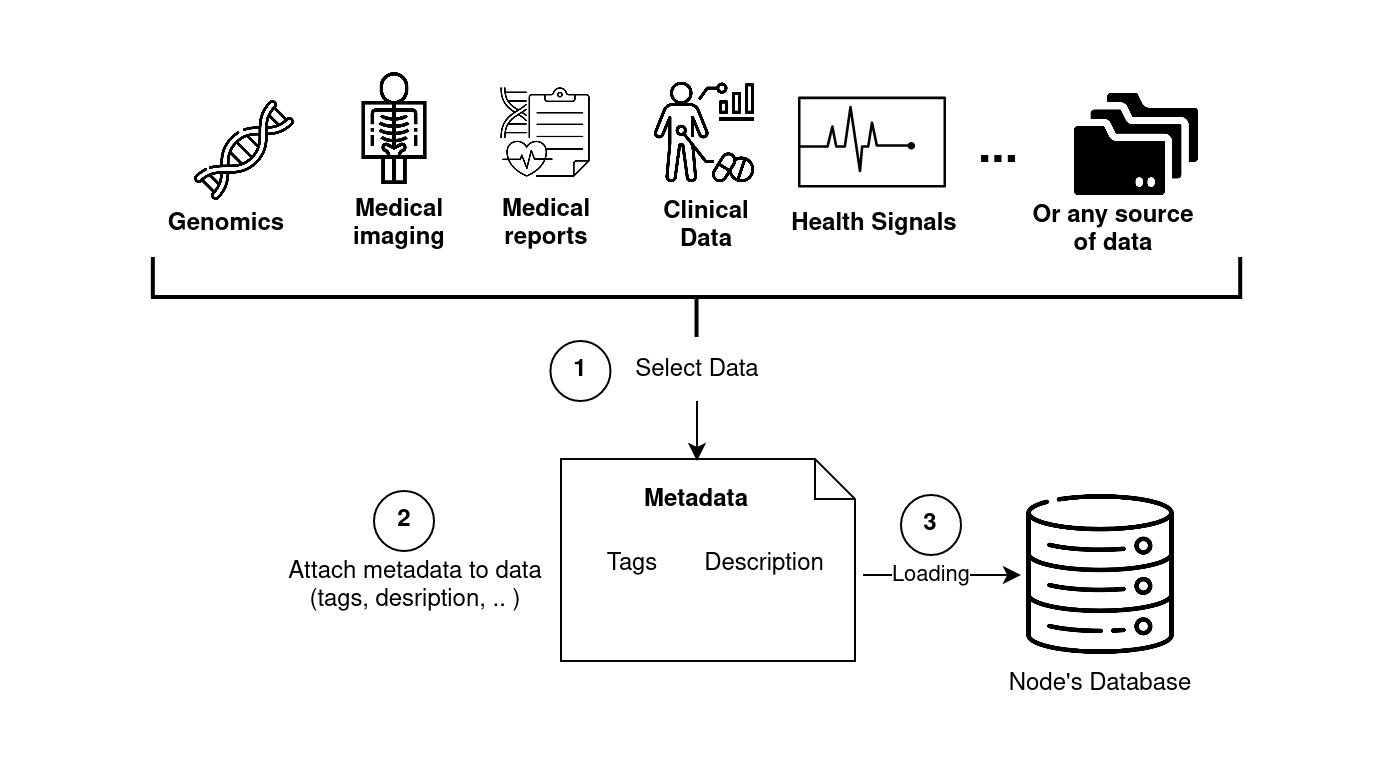 Genomics
Medical
imaging
Medical
reports
Clinical
Data
Health Signals
...
Or any source
of data
1
Select Data
2
Attach metadata to data
(tags, desription, .. )
Metadata
Tags
Description
3
Loading
Node's Database